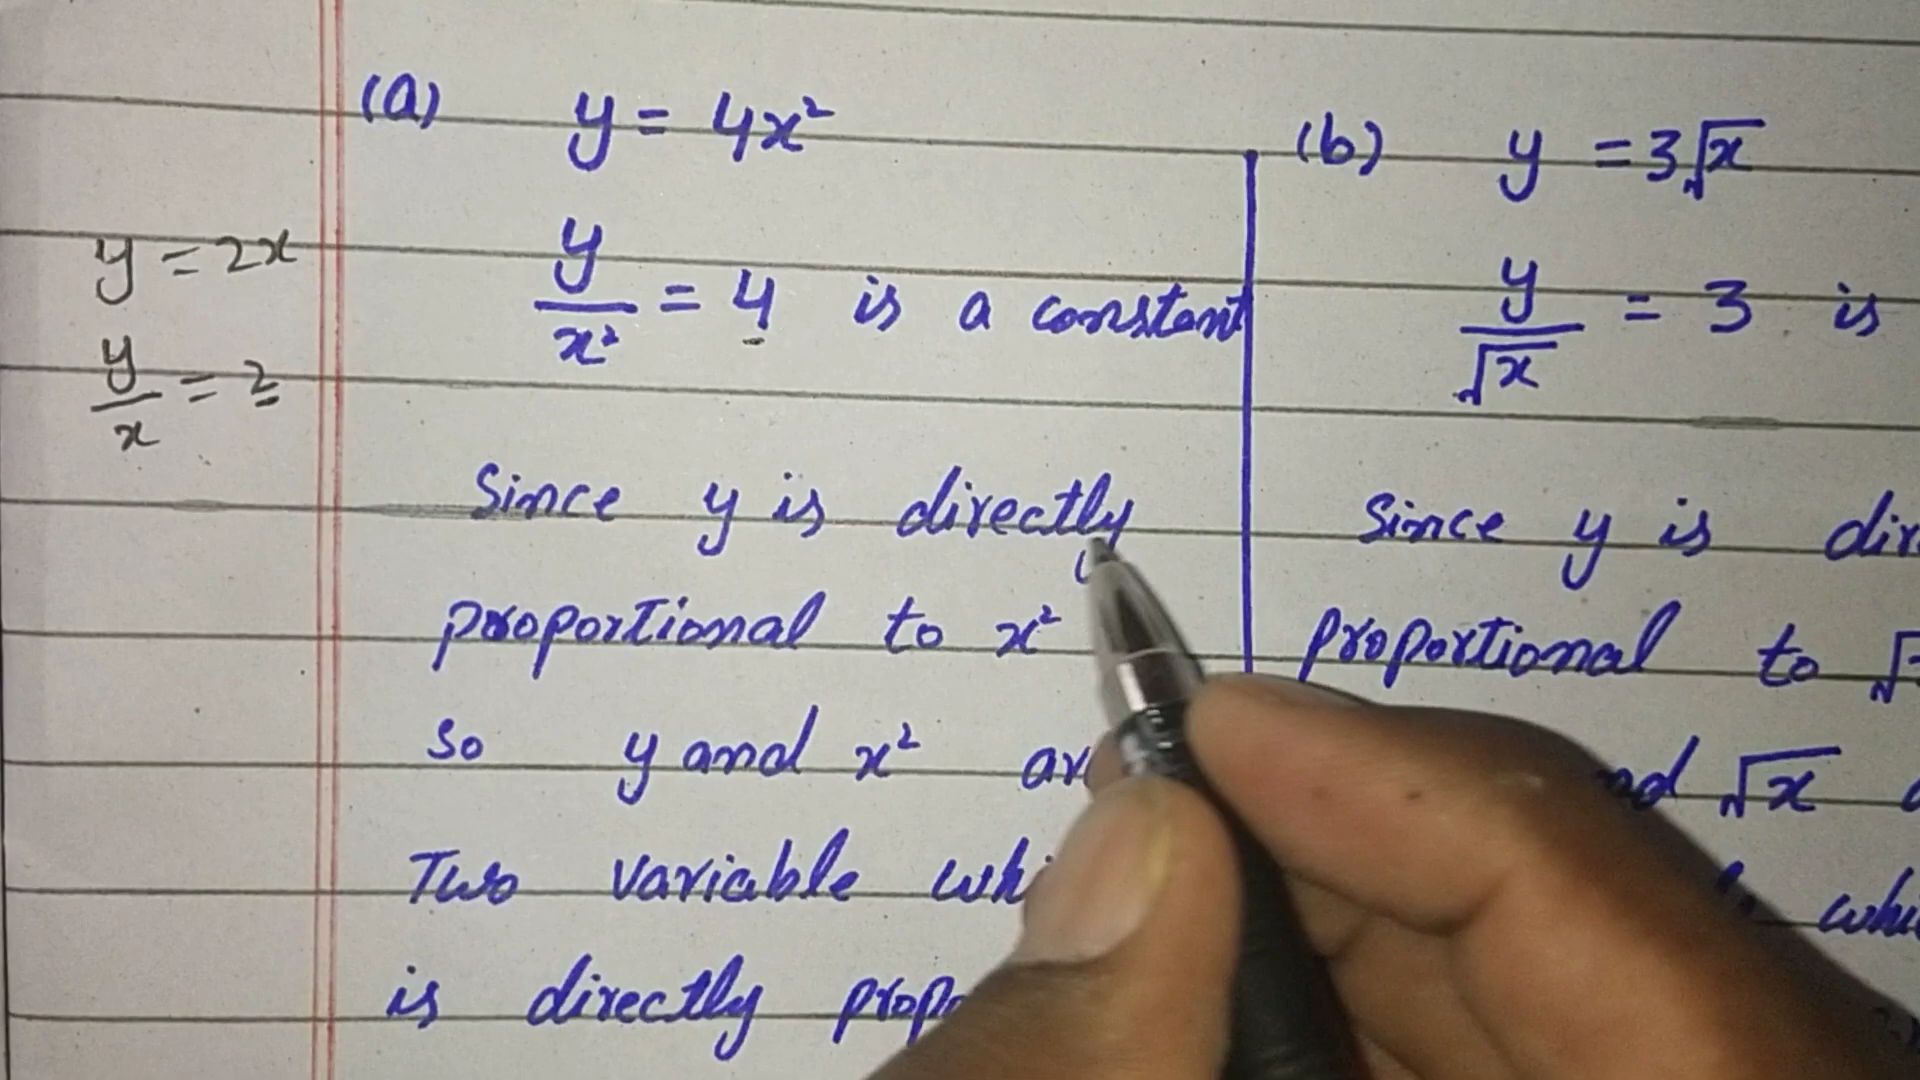 y = 2x
y/x = 2
(a) y = 4x²
y/x² = 4 is a constant
Since y is directly
proportional to x²
so y and x²
Two variable
is directly
(b) y = 3√x
y/√x = 3 is
Since y is
proportional to
√x